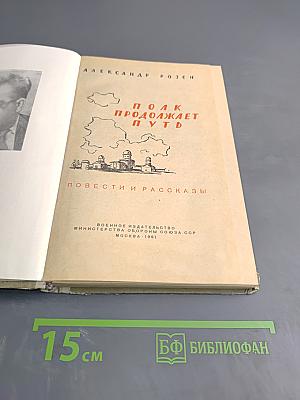 АЛЕКСАНДР РОЗЕН
ПОЛК
ПРОДОЛЖАЕТ
ПУТЬ
ПОВЕСТИ И РАССКАЗЫ
ВОЕННОЕ ИЗДАТЕЛЬСТВО
МИНИСТЕРСТВА ОБОРОНЫ СОЮЗА ССР
МОСКВА–1961
15 см
БФ БИБЛИОФАН